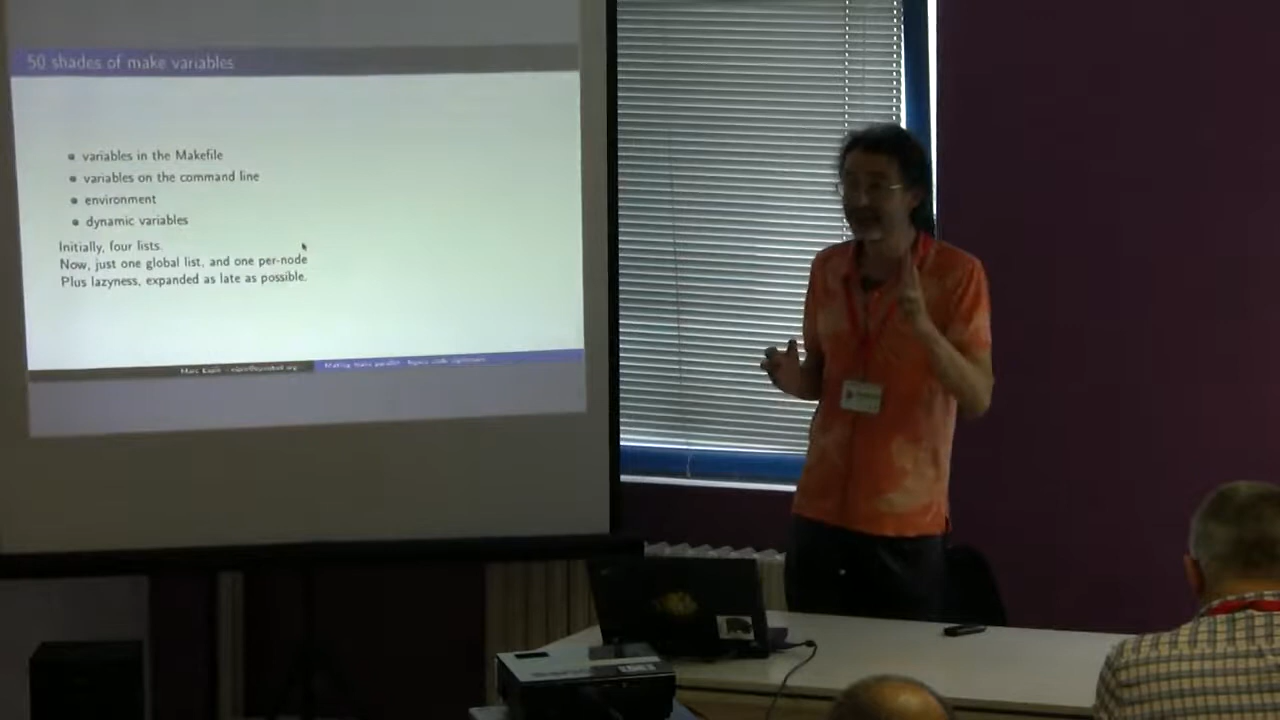 50 shades of make variables
variables in the Makefile
variables on the command line
environment
dynamic variables
Initially, four lists.
Now, just one global list, and one per-node
Plus lazyness, expanded as late as possible.